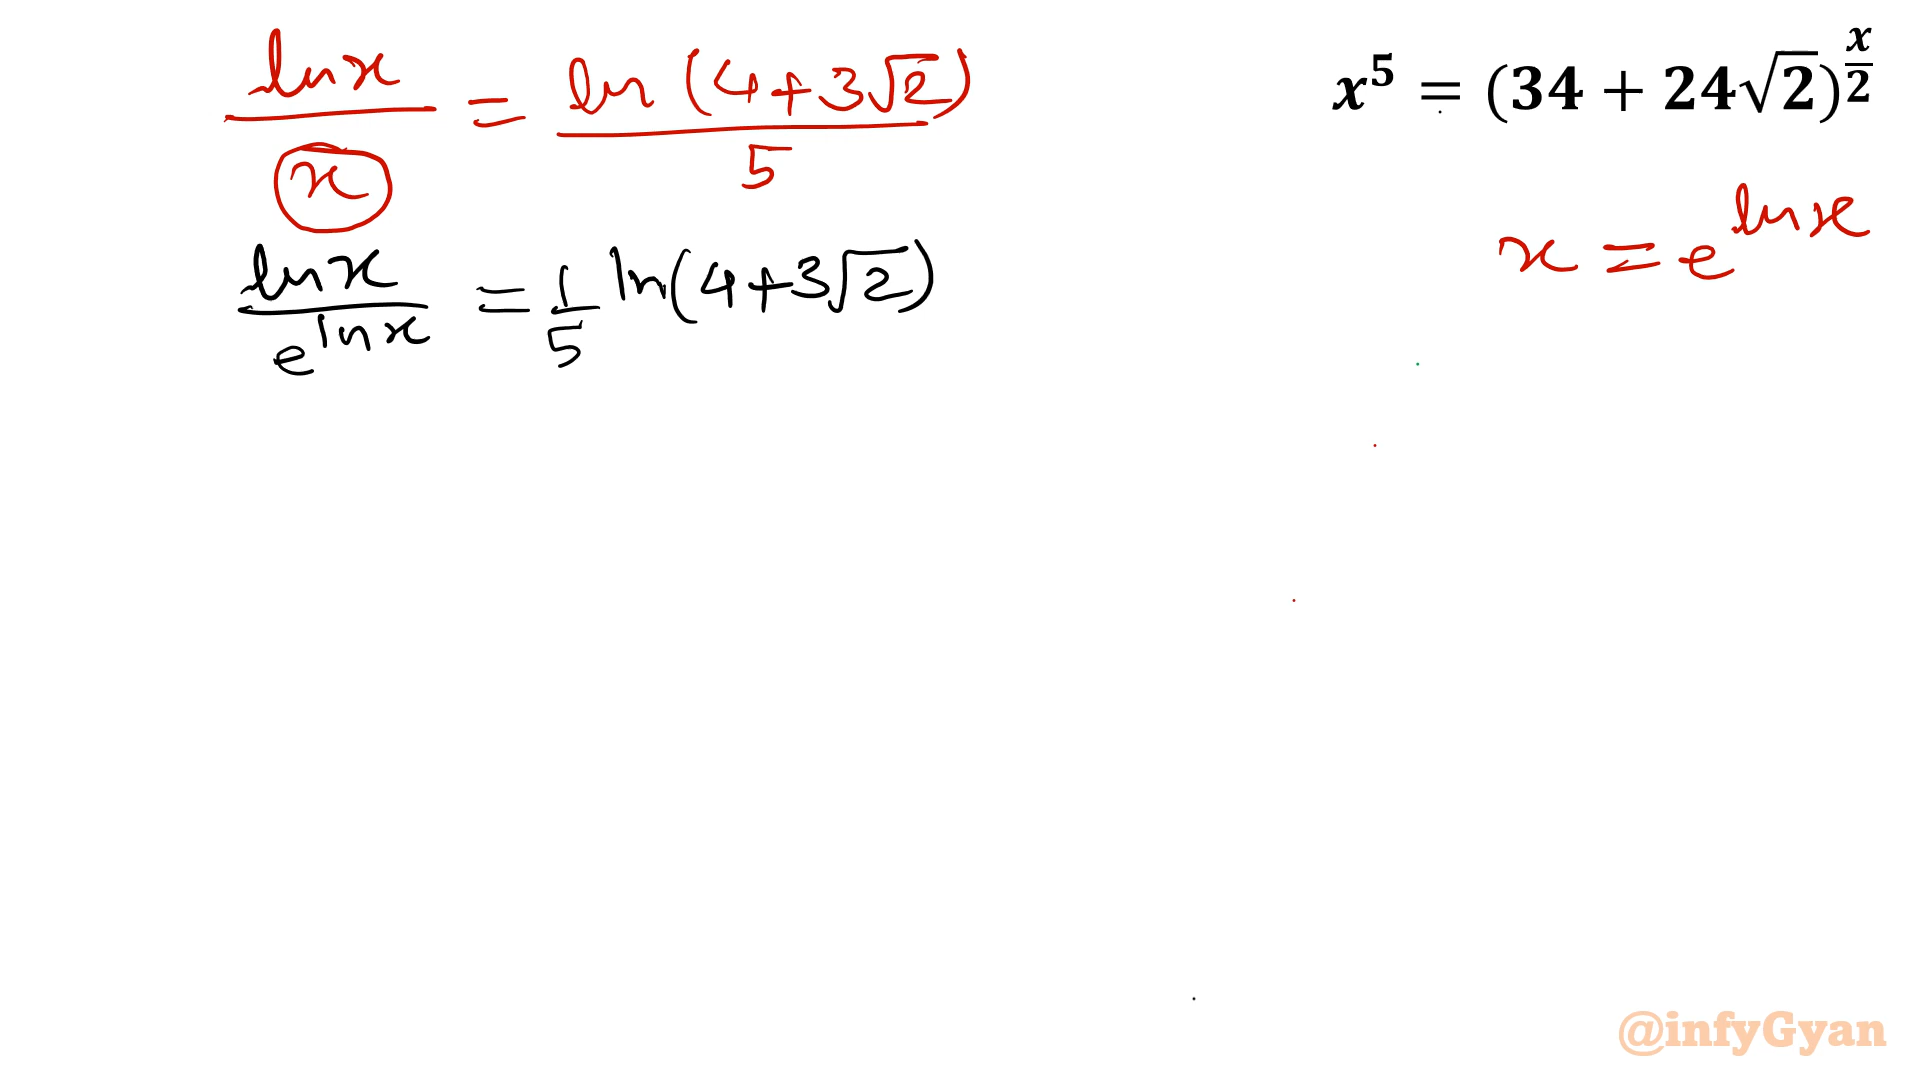 ln x / x = ln (4+3√2) / 5
x⁵ = (34 + 24√2)^(x/2)
x = e^(ln x)
ln x / e^(ln x) = 1/5 ln(4+3√2)
@infyGyan